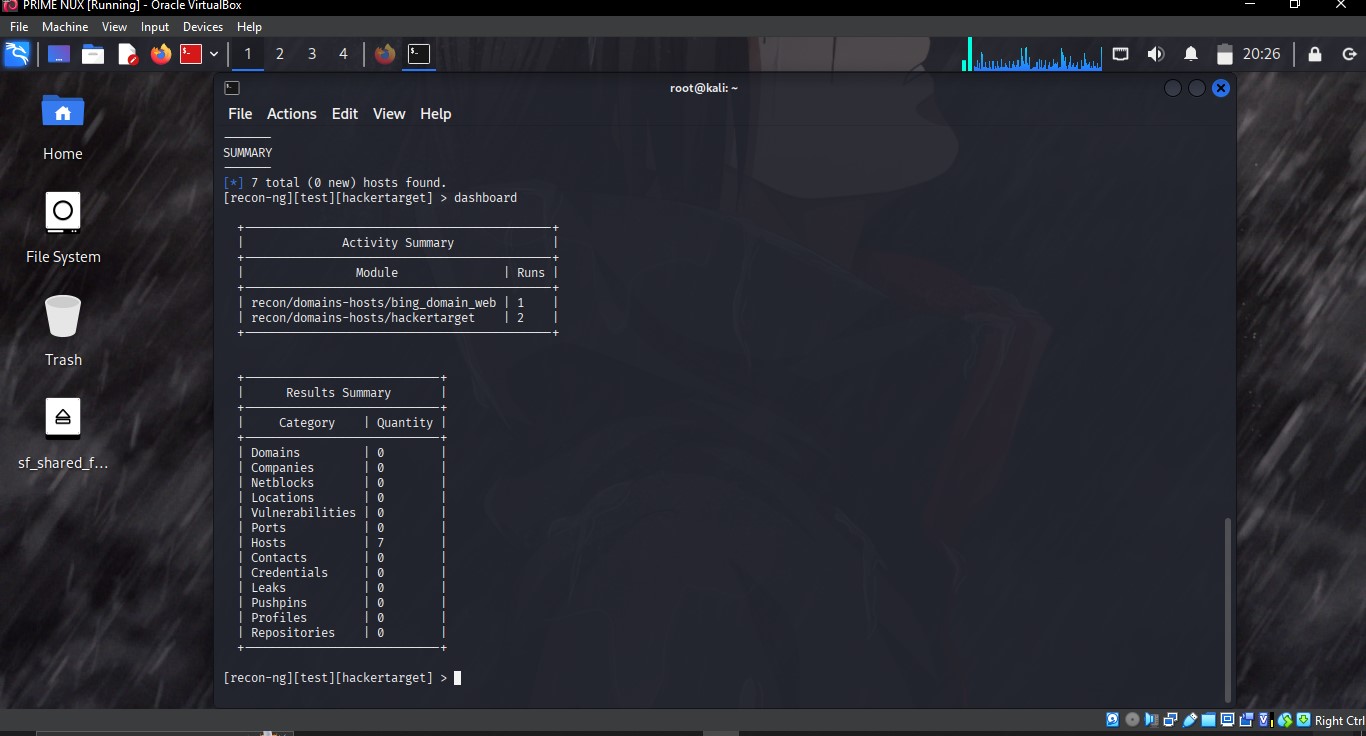 PRIME NUX [Running] - Oracle VirtualBox
File Machine View Input Devices Help
1 2 3 4 20:26
root@kali: ~
File Actions Edit View Help
Home
File System
Trash
sf_shared_f...
SUMMARY
[*] 7 total (0 new) hosts found.
[recon-ng][test][hackertarget] > dashboard
Activity Summary
Module | Runs
recon/domains-hosts/bing_domain_web | 1
recon/domains-hosts/hackertarget | 2
Results Summary
Category | Quantity
Domains | 0
Companies | 0
Netblocks | 0
Locations | 0
Vulnerabilities | 0
Ports | 0
Hosts | 7
Contacts | 0
Credentials | 0
Leaks | 0
Pushpins | 0
Profiles | 0
Repositories | 0
[recon-ng][test][hackertarget] >
Right Ctrl